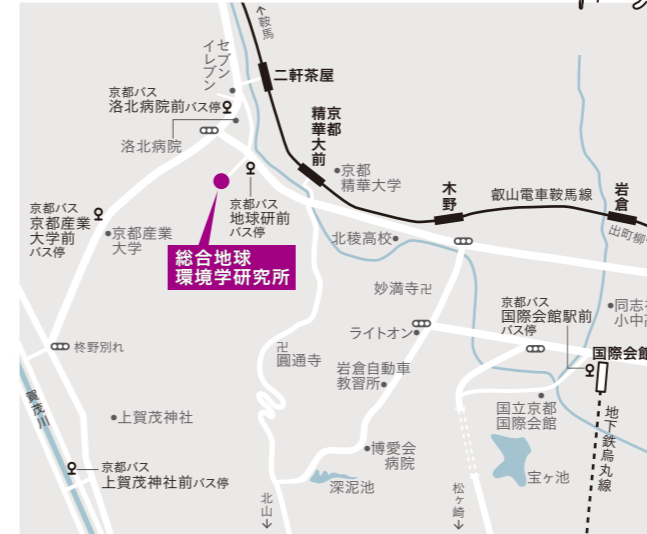 ↑鞍馬
セブン
イレブン
二軒茶屋
京都バス
洛北病院前バス停
洛北病院
京都
精華大前
京都
精華大学
木野
叡山電車鞍馬線
岩倉
出町柳
京都バス
京都産業
大学前
バス停
京都産業
大学
京都バス
地球研前
バス停
総合地球
環境学研究所
北稜高校
妙満寺卍
京都バス
国際会館駅前
バス停
小中
国際会館
ライトオン
卍
圓通寺
岩倉自動車
教習所
柊野別れ
賀茂川
上賀茂神社
国立京都
国際会館
地下鉄烏丸線
博愛会
病院
京都バス
上賀茂神社前バス停
深泥池
宝ヶ池
北山↓
松ヶ崎↓